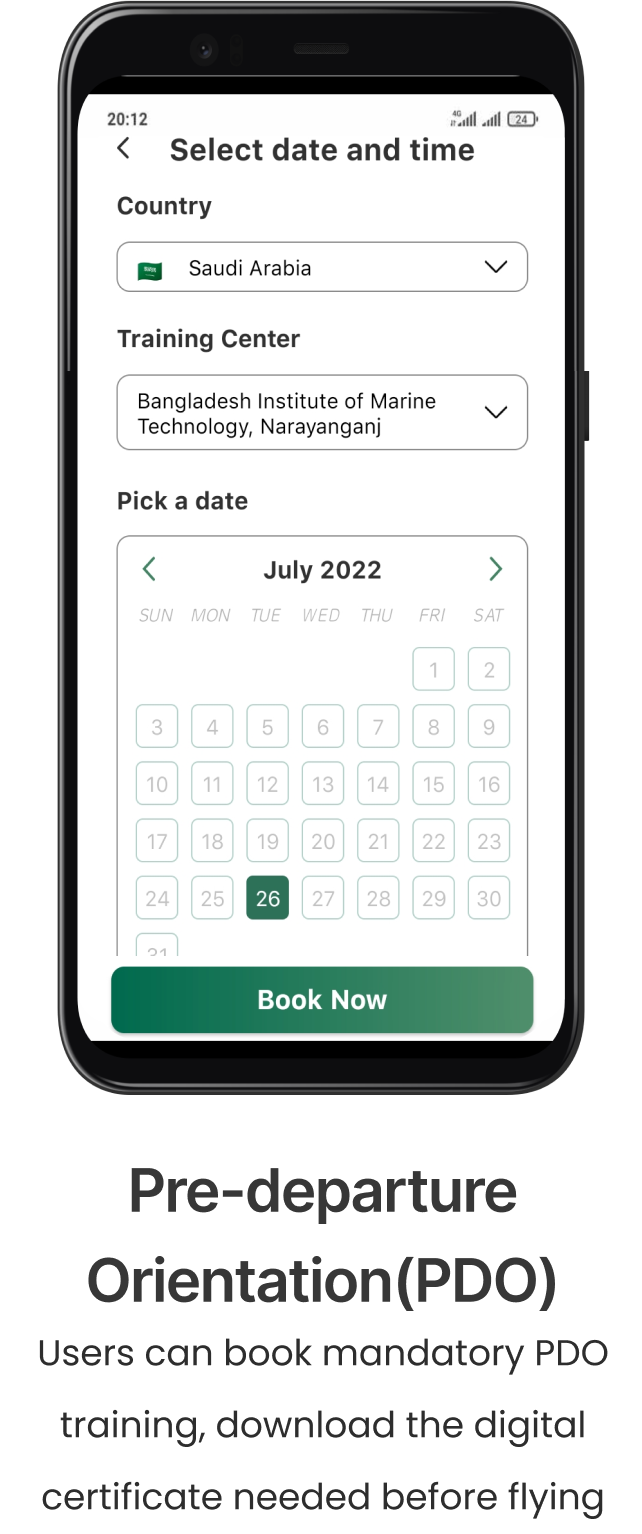 20:12
4G
24
Select date and time
Country
Saudi Arabia
Training Center
Bangladesh Institute of Marine
Technology, Narayanganj
Pick a date
July 2022
SUN MON TUE WED THU FRI SAT
1 2
3 4 5 6 7 8 9
10 11 12 13 14 15 16
17 18 19 20 21 22 23
24 25 26 27 28 29 30
31
Book Now
Pre-departure
Orientation(PDO)
Users can book mandatory PDO
training, download the digital
certificate needed before flying